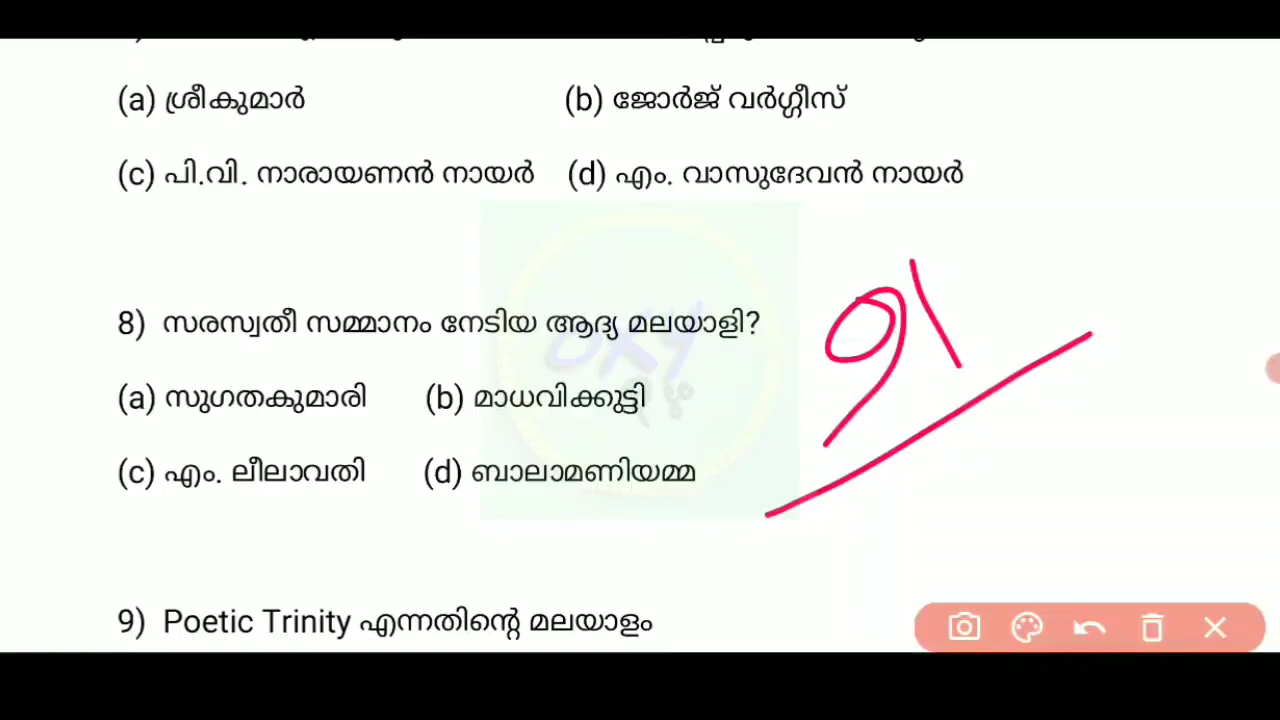 (a) ശ്രീകുമാർ (b) ജോർജ് വർഗ്ഗീസ്
(c) പി.വി. നാരായണൻ നായർ (d) എം. വാസുദേവൻ നായർ
8) സരസ്വതീ സമ്മാനം നേടിയ ആദ്യ മലയാളി?
(a) സുഗതകുമാരി (b) മാധവിക്കുട്ടി
(c) എം. ലീലാവതി (d) ബാലാമണിയമ്മ
9) Poetic Trinity എന്നതിന്റെ മലയാളം